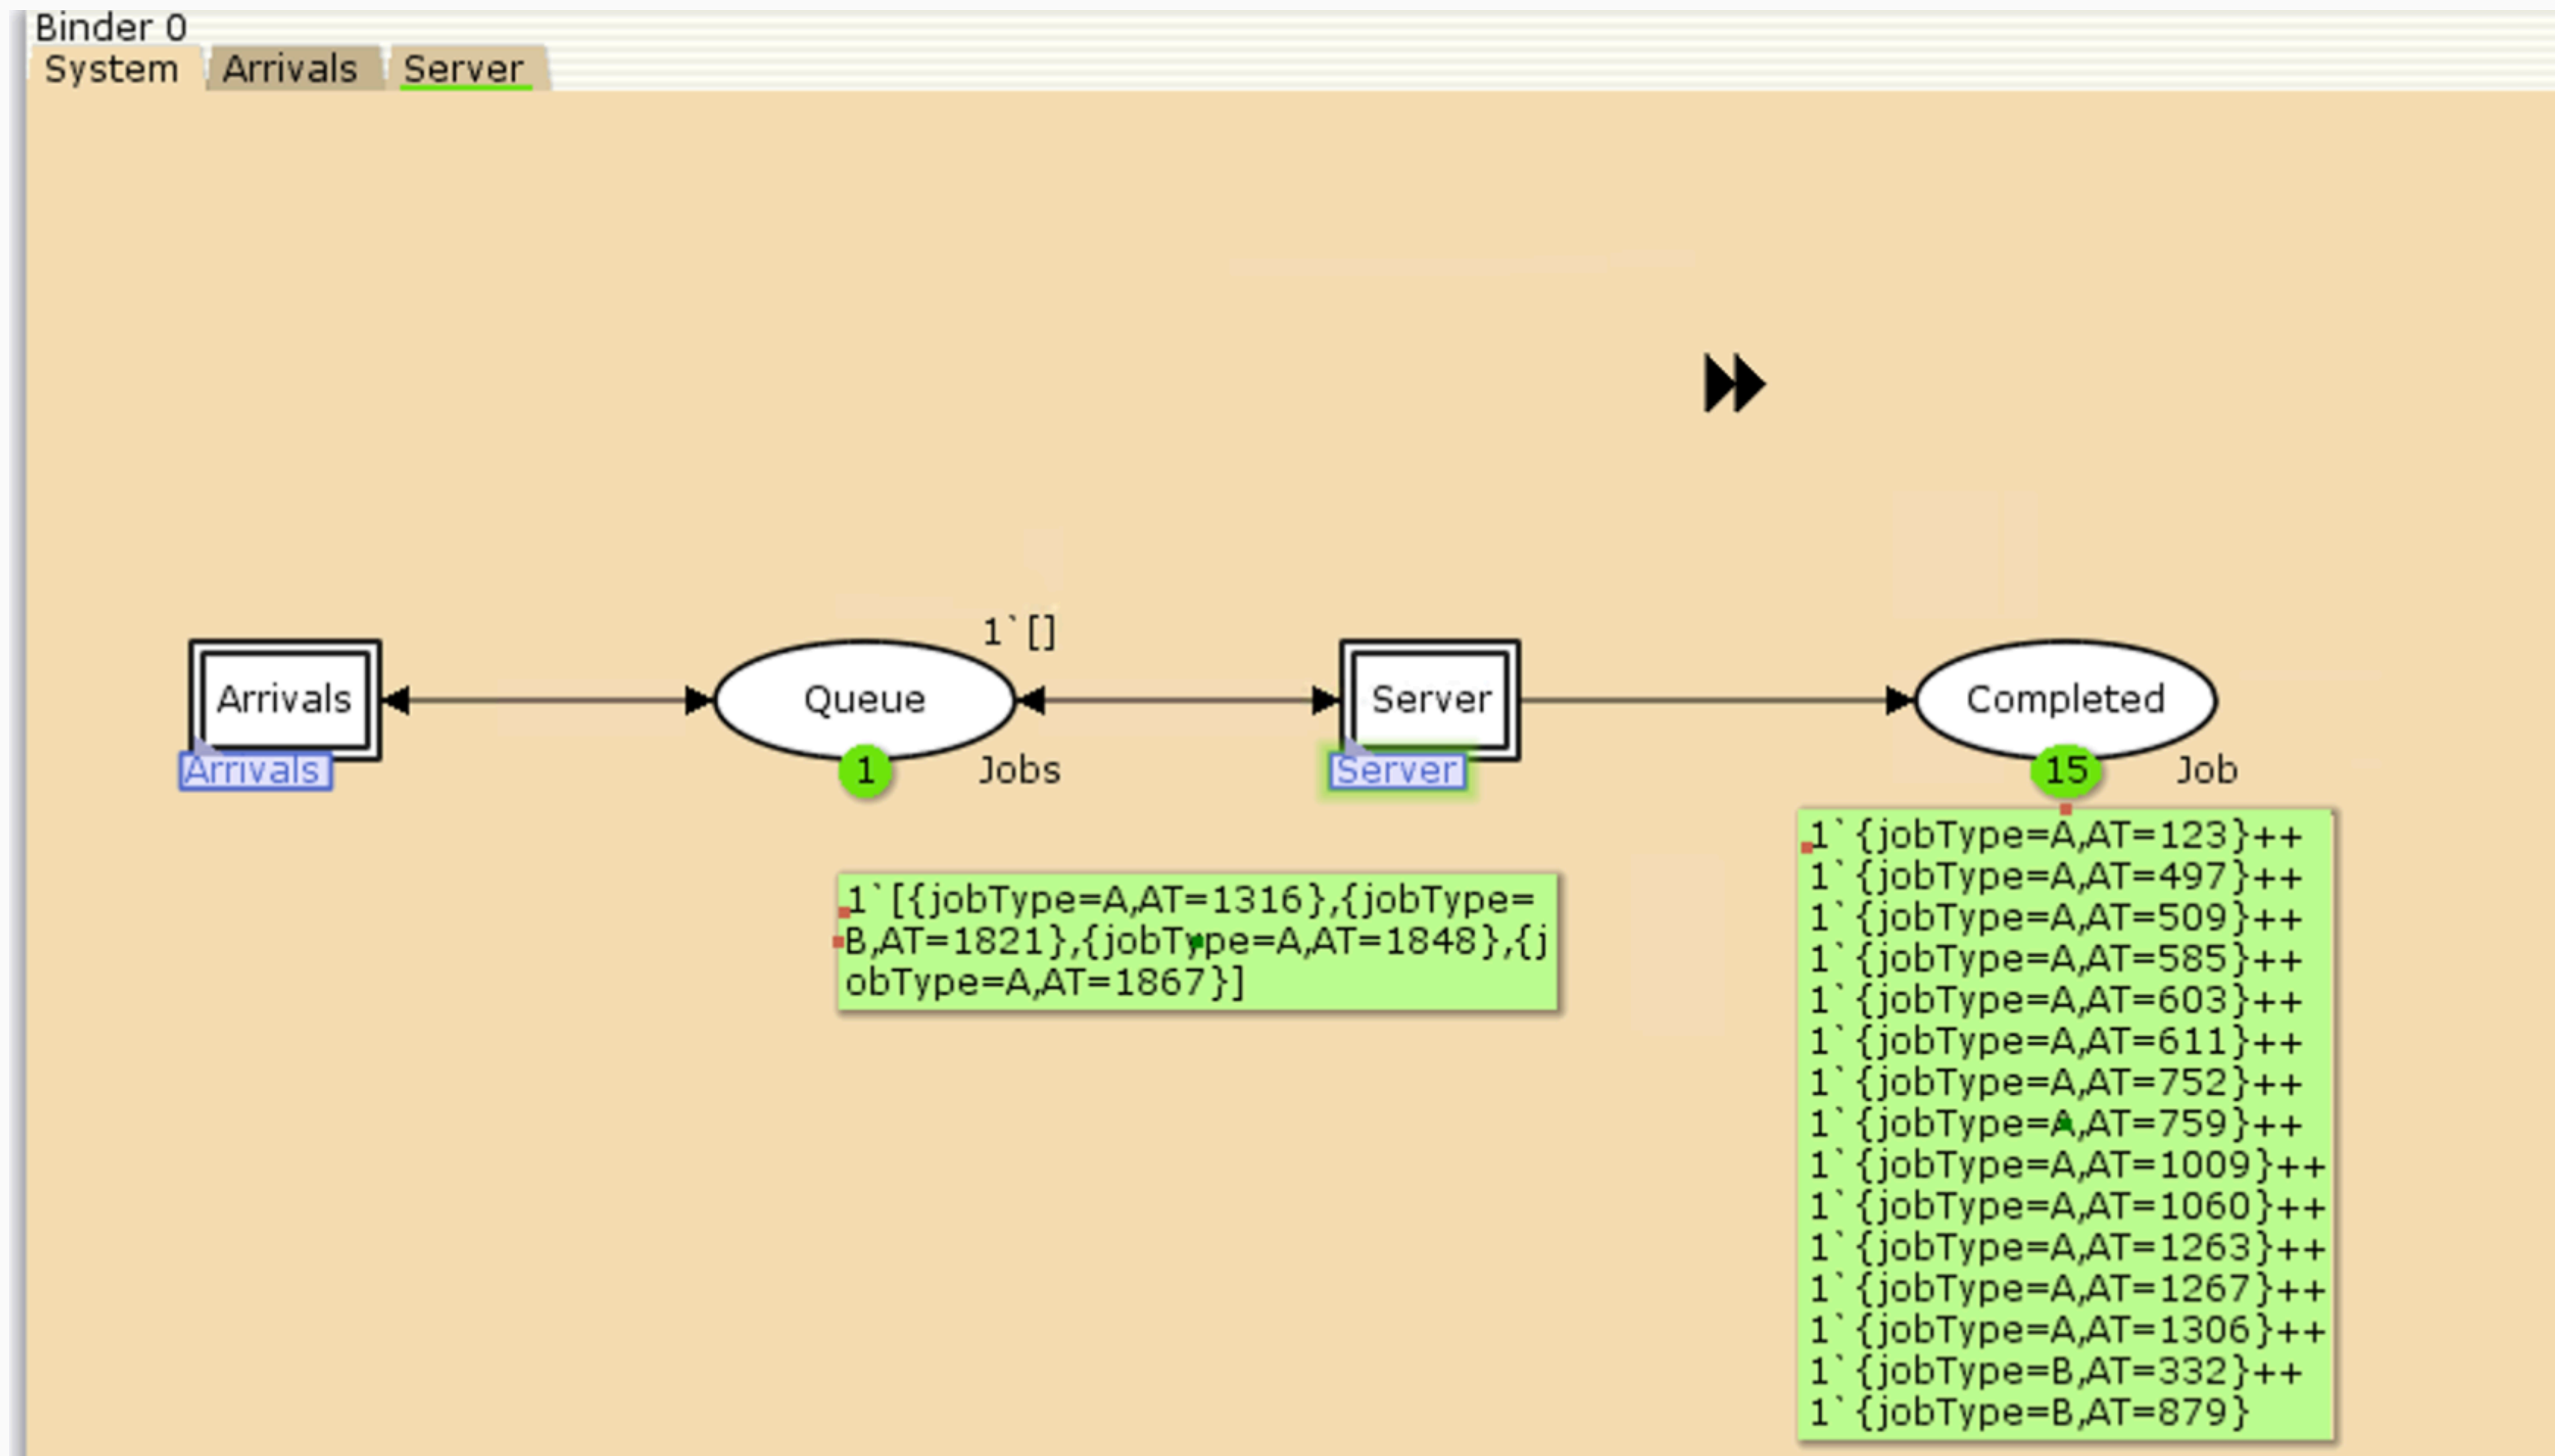 Binder 0
System Arrivals Server
1`[]
Arrivals Queue Server Completed
Arrivals 1 Jobs Server 15 Job
1`[{jobType=A,AT=1316},{jobType=
B,AT=1821},{jobType=A,AT=1848},{j
obType=A,AT=1867}]
1`{jobType=A,AT=123}++
1`{jobType=A,AT=497}++
1`{jobType=A,AT=509}++
1`{jobType=A,AT=585}++
1`{jobType=A,AT=603}++
1`{jobType=A,AT=611}++
1`{jobType=A,AT=752}++
1`{jobType=A,AT=759}++
1`{jobType=A,AT=1009}++
1`{jobType=A,AT=1060}++
1`{jobType=A,AT=1263}++
1`{jobType=A,AT=1267}++
1`{jobType=A,AT=1306}++
1`{jobType=B,AT=332}++
1`{jobType=B,AT=879}